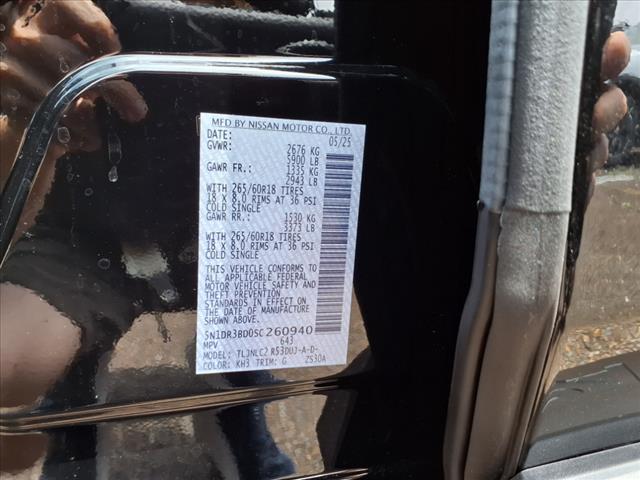 MFD BY NISSAN MOTOR CO., LTD.
DATE: 05/25
GVWR: 2676 KG
5900 LB
GAWR FR.: 1335 KG
2943 LB
WITH 265/60R18 TIRES
18 X 8.0 RIMS AT 36 PSI
COLD SINGLE
GAWR RR.: 1530 KG
3373 LB
WITH 265/60R18 TIRES
18 X 8.0 RIMS AT 36 PSI
COLD SINGLE
THIS VEHICLE CONFORMS TO
ALL APPLICABLE FEDERAL
MOTOR VEHICLE SAFETY AND
THEFT PREVENTION
STANDARDS IN EFFECT ON
THE DATE OF MANUFACTURE
SHOWN ABOVE.
5N1DR3BD0SC260940
MPV 643
MODEL: TLJNLC2 R53DUJ-A-D-
COLOR: KH3 TRIM: G ZS30A